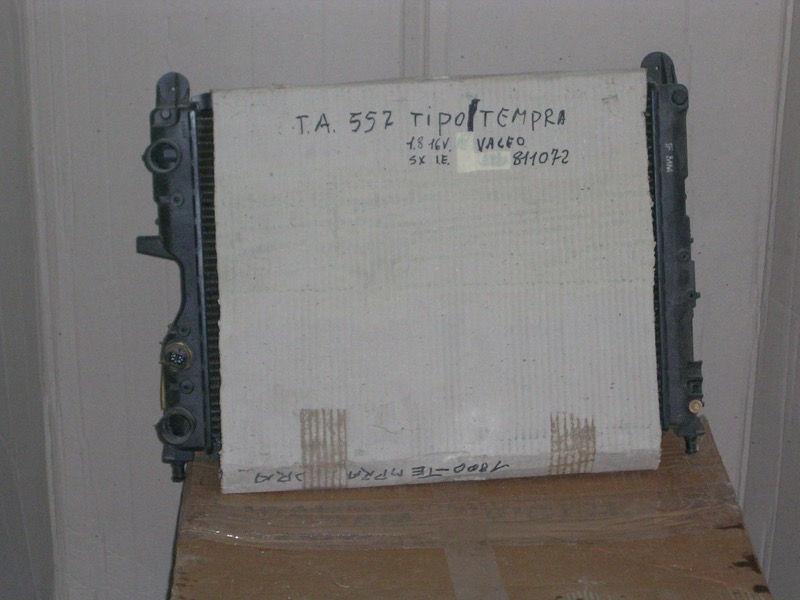 T.A. 557 TIPO/TEMPRA
1.8 16V. VALEO
SX I.E. 811072
1800-TEMPRA